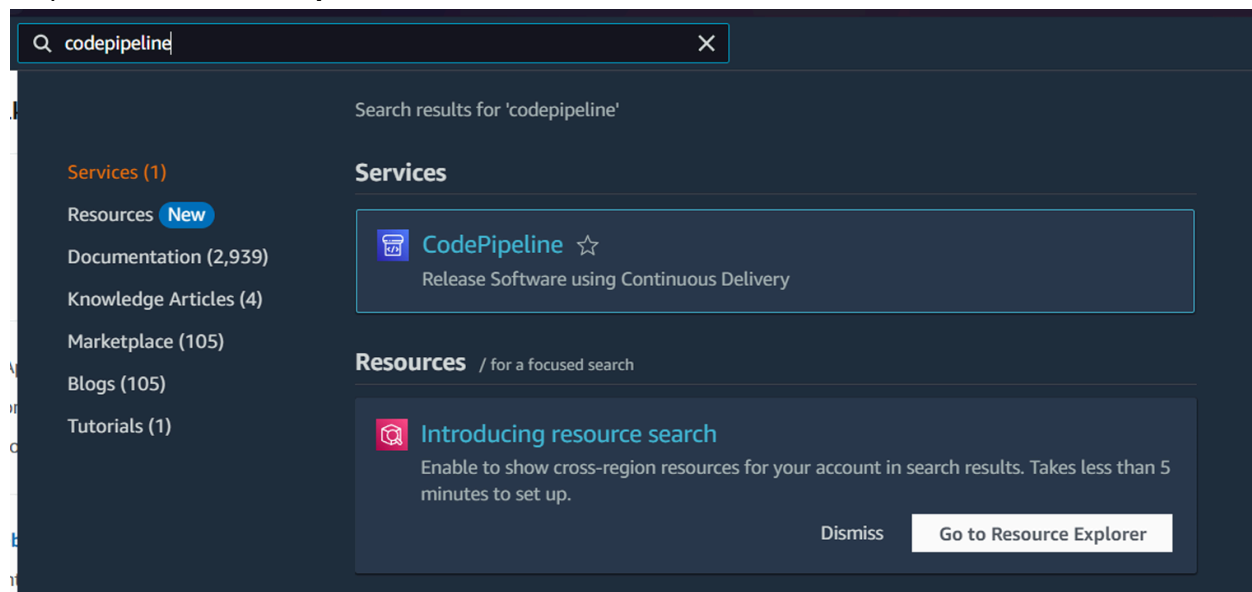 codepipeline
Search results for 'codepipeline'
Services (1)
Resources New
Documentation (2,939)
Knowledge Articles (4)
Marketplace (105)
Blogs (105)
Tutorials (1)
Services
CodePipeline
Release Software using Continuous Delivery
Resources / for a focused search
Introducing resource search
Enable to show cross-region resources for your account in search results. Takes less than 5
minutes to set up.
Dismiss
Go to Resource Explorer